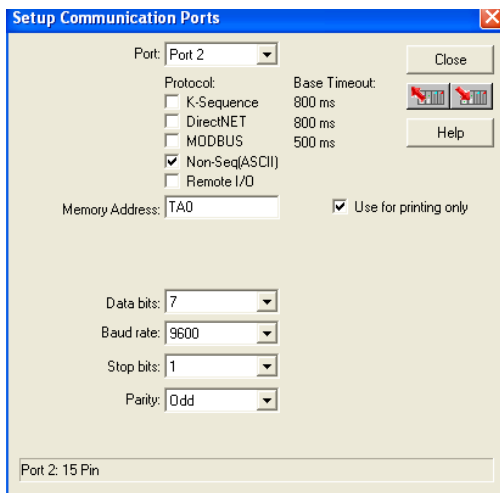 Setup Communication Ports
Port: Port 2
Close
Protocol: Base Timeout:
K-Sequence 800 ms
DirectNET 800 ms
MODBUS 500 ms
Help
Non-Seq(ASCII)
Remote I/O
Memory Address: TA0 Use for printing only
Data bits: 7
Baud rate: 9600
Stop bits: 1
Parity: Odd
Port 2: 15 Pin